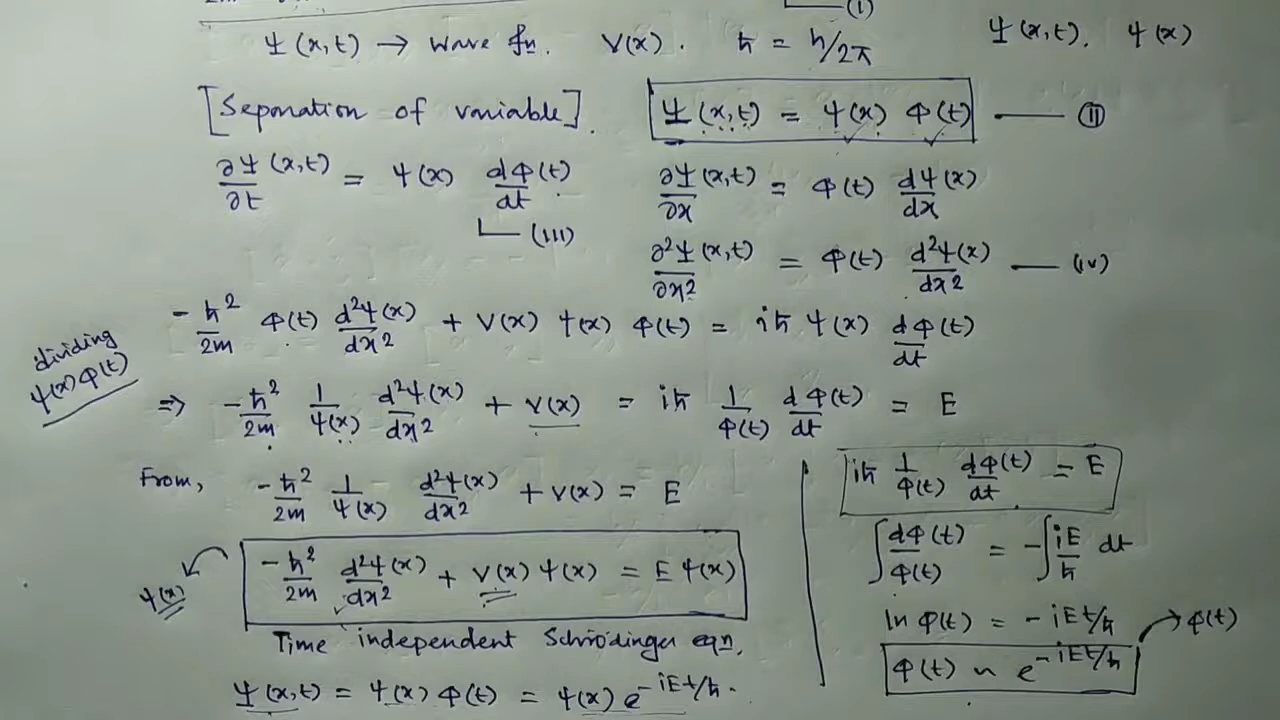 (I)
Ψ(x,t) → Wave fn. V(x). ħ = h/2π Ψ(x,t). ψ(x)
[Separation of variable]. Ψ(x,t) = ψ(x) Φ(t) —— (II)
∂Ψ(x,t)/∂t = ψ(x) dΦ(t)/dt —— (III)
∂Ψ(x,t)/∂x = Φ(t) dψ(x)/dx
∂²Ψ(x,t)/∂x² = Φ(t) d²ψ(x)/dx² —— (iv)
-ħ²/2m Φ(t) d²ψ(x)/dx² + V(x) ψ(x) Φ(t) = iħ ψ(x) dΦ(t)/dt
dividing
ψ(x)Φ(t)
⇒ -ħ²/2m 1/ψ(x) d²ψ(x)/dx² + V(x) = iħ 1/Φ(t) dΦ(t)/dt = E
From, -ħ²/2m 1/ψ(x) d²ψ(x)/dx² + V(x) = E
ψ(x) ← -ħ²/2m d²ψ(x)/dx² + V(x) ψ(x) = E ψ(x)
Time independent Schrödinger eqn.
Ψ(x,t) = ψ(x) Φ(t) = ψ(x) e^-iEt/ħ.
iħ 1/Φ(t) dΦ(t)/dt = E
∫ dΦ(t)/Φ(t) = -∫ iE/ħ dt
ln Φ(t) = -iEt/ħ
Φ(t) ~ e^-iEt/ħ → Φ(t)